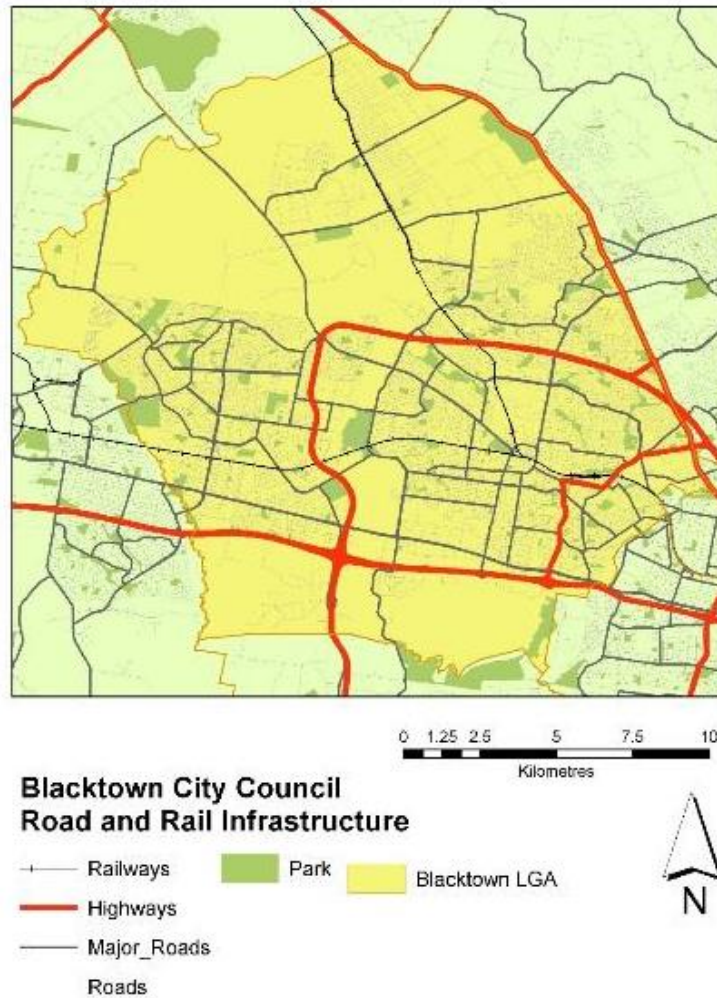 0 1.25 2.5 5 7.5 10
Kilometres
Blacktown City Council
Road and Rail Infrastructure
Railways Park Blacktown LGA
Highways
Major_Roads
Roads
N